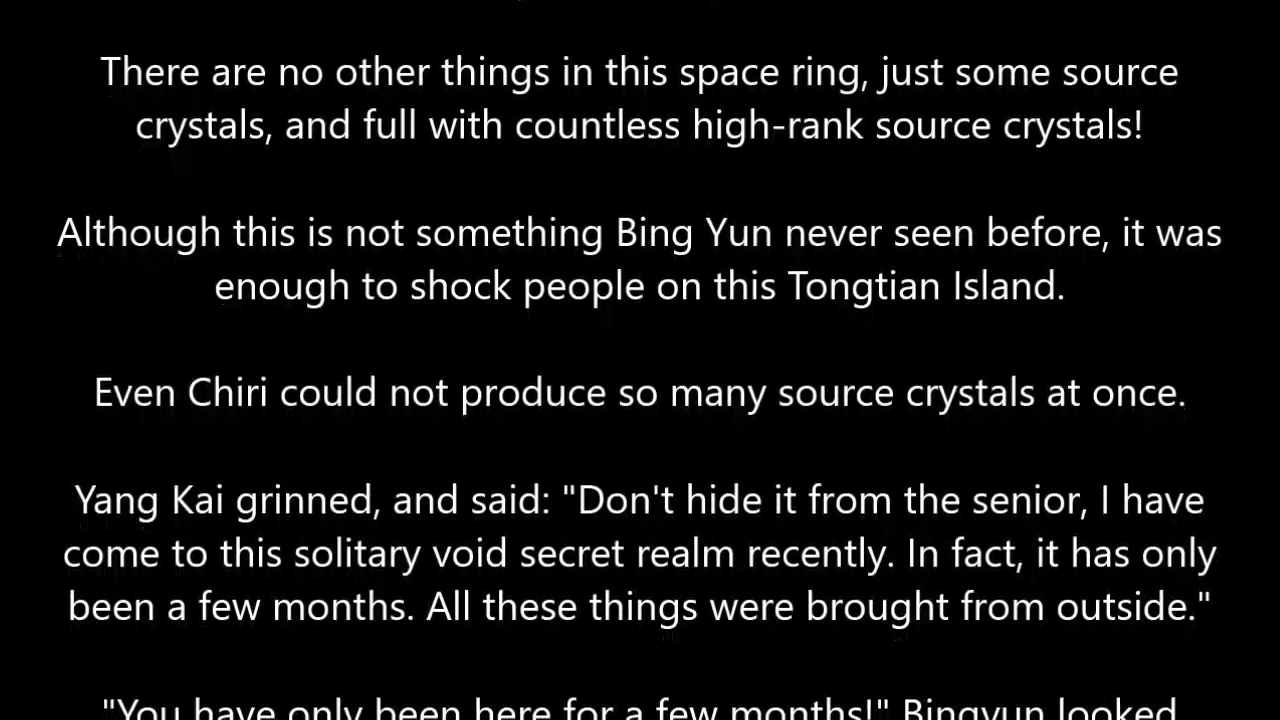 There are no other things in this space ring, just some source
crystals, and full with countless high-rank source crystals!
Although this is not something Bing Yun never seen before, it was
enough to shock people on this Tongtian Island.
Even Chiri could not produce so many source crystals at once.
Yang Kai grinned, and said: "Don't hide it from the senior, I have
come to this solitary void secret realm recently. In fact, it has only
been a few months. All these things were brought from outside."
"You have only been here for a few months!" Bingyun looked